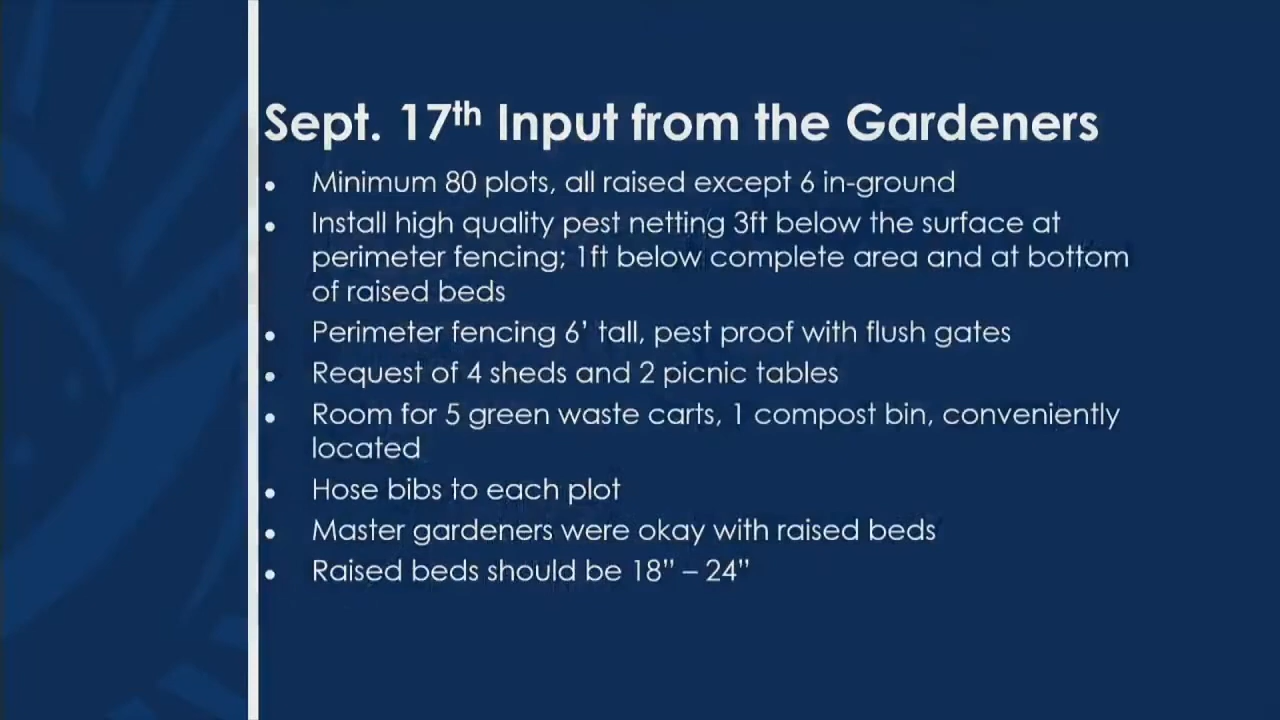 Sept. 17th Input from the Gardeners
• Minimum 80 plots, all raised except 6 in-ground
• Install high quality pest netting 3ft below the surface at
perimeter fencing; 1ft below complete area and at bottom
of raised beds
• Perimeter fencing 6’ tall, pest proof with flush gates
• Request of 4 sheds and 2 picnic tables
• Room for 5 green waste carts, 1 compost bin, conveniently
located
• Hose bibs to each plot
• Master gardeners were okay with raised beds
• Raised beds should be 18” – 24”